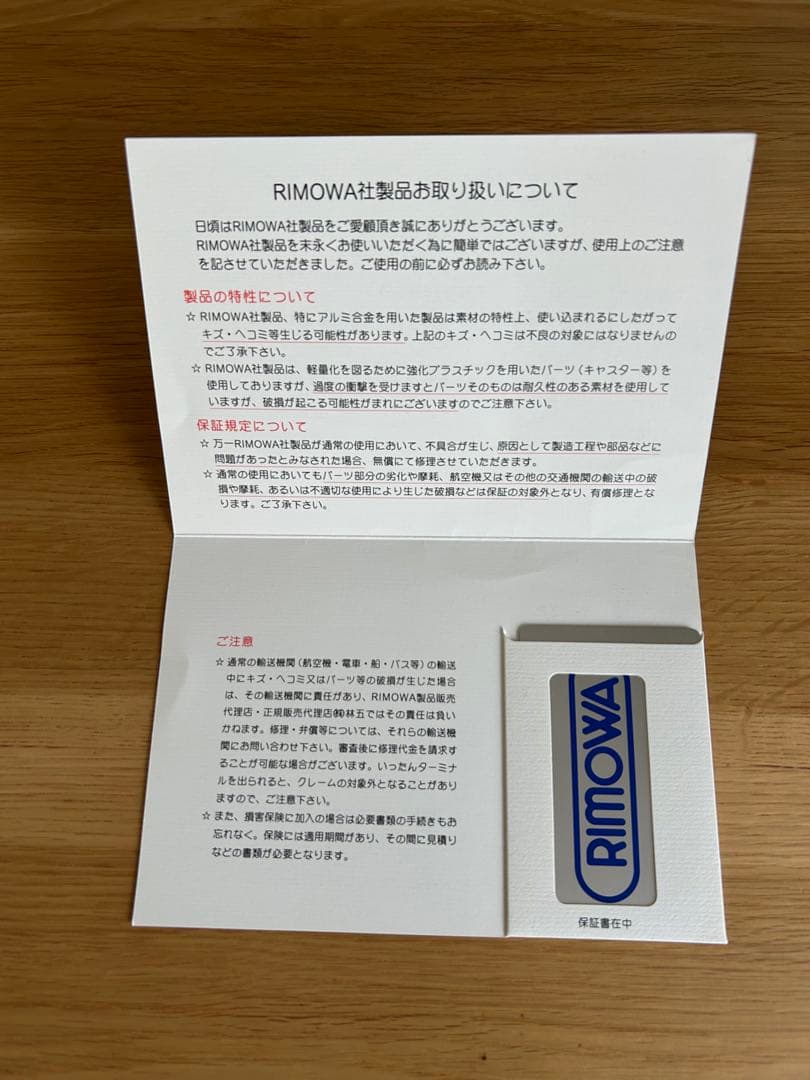 RIMOWA社製品お取り扱いについて
日頃はRIMOWA社製品をご愛顧頂き誠にありがとうございます。
RIMOWA社製品を末永くお使いいただく為に簡単ではございますが、使用上のご注意
を記させていただきました。ご使用の前に必ずお読み下さい。
製品の特性について
☆ RIMOWA社製品、特にアルミ合金を用いた製品は素材の特性上、使い込まれるにしたがって
キズ・ヘコミ等生じる可能性があります。上記のキズ・ヘコミは不良の対象にはなりませんの
でご了承下さい。
☆ RIMOWA社製品は、軽量化を図るために強化プラスチックを用いたパーツ（キャスター等）を
使用しておりますが、過度の衝撃を受けますとパーツそのものは耐久性のある素材を使用して
いますが、破損が起こる可能性がまれにございますのでご注意下さい。
保証規定について
☆ 万一RIMOWA社製品が通常の使用において、不具合が生じ、原因として製造工程や部品などに
問題があったとみなされた場合、無償にて修理させていただきます。
☆ 通常の使用においてもパーツ部分の劣化や摩耗、航空機又はその他の交通機関の輸送中の破
損や摩耗、あるいは不適切な使用により生じた破損などは保証の対象外となり、有償修理とな
ります。ご了承下さい。
ご注意
☆ 通常の輸送機関（航空機・電車・船・バス等）の輸送
中にキズ・ヘコミ又はパーツ等の破損が生じた場合
は、その輸送機関に責任があり、RIMOWA製品販売
代理店・正規販売代理店㈱林五ではその責任は負い
かねます。修理・弁償等については、それらの輸送機
関にお問い合わせ下さい。審査後に修理代金を請求す
ることが可能な場合がございます。いったんターミナ
ルを出られると、クレームの対象外となることがあり
ますので、ご注意下さい。
☆ また、損害保険に加入の場合は必要書類の手続きもお
忘れなく。保険には適用期間があり、その間に見積り
などの書類が必要となります。
RIMOWA
保証書在中